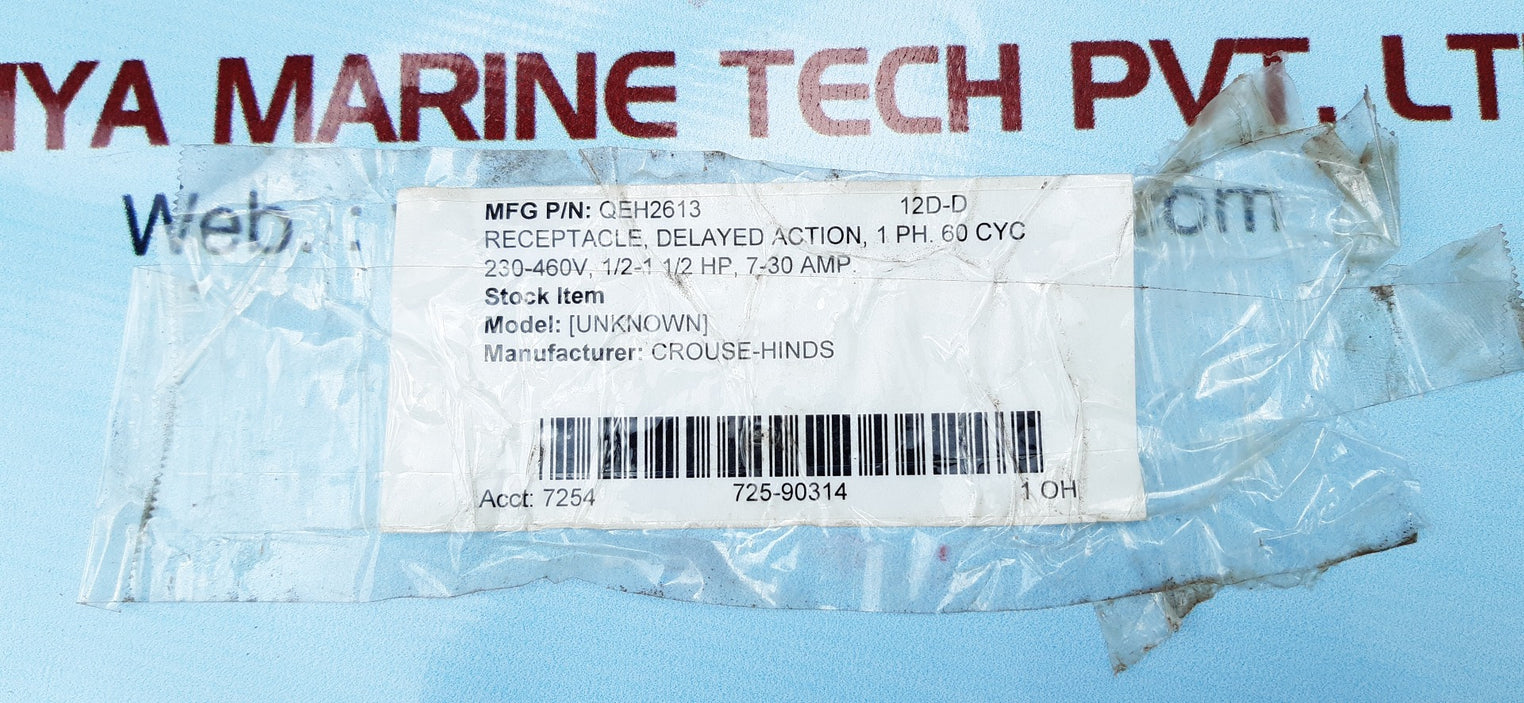 MARINE TECH PVT. LT
Web. :
om
MFG P/N: QEH2613 12D-D
RECEPTACLE, DELAYED ACTION, 1 PH. 60 CYC
230-460V, 1/2-1 1/2 HP, 7-30 AMP.
Stock Item
Model: [UNKNOWN]
Manufacturer: CROUSE-HINDS
Acct: 7254 725-90314 1 OH